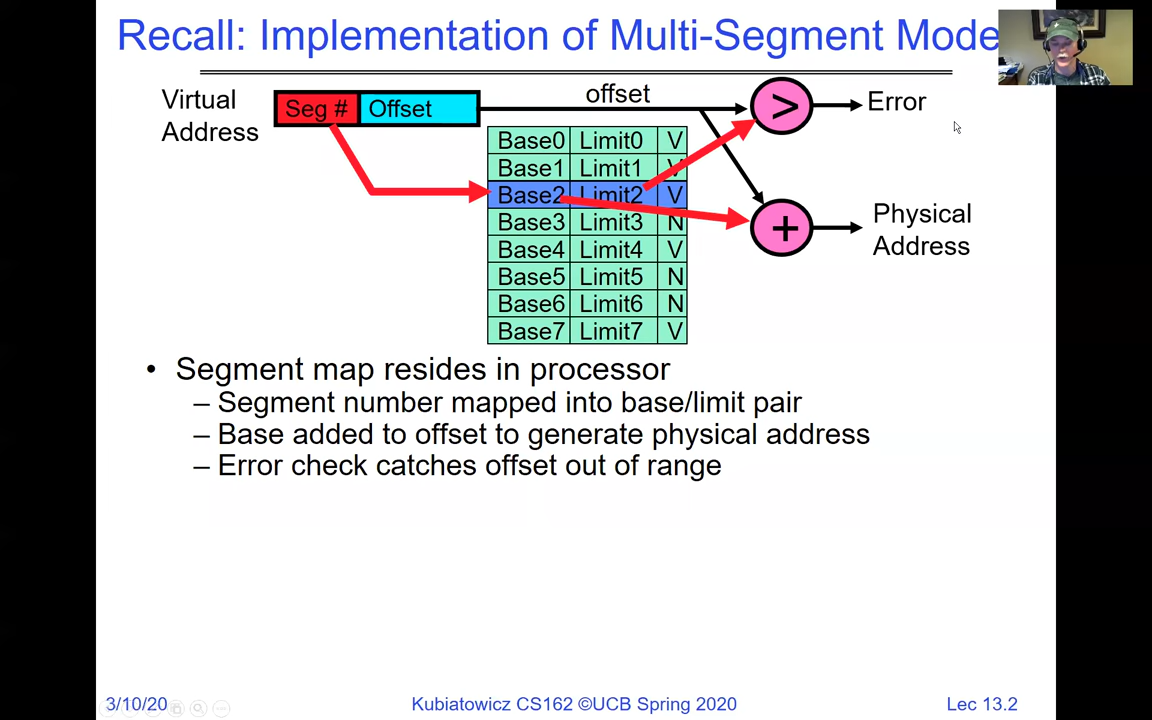 Recall: Implementation of Multi-Segment Mode
Virtual
Address
Seg # Offset
offset
> Error
Base0 Limit0 V
Base1 Limit1 V
Base2 Limit2 V
Base3 Limit3 N
Base4 Limit4 V
Base5 Limit5 N
Base6 Limit6 N
Base7 Limit7 V
+ Physical
Address
• Segment map resides in processor
– Segment number mapped into base/limit pair
– Base added to offset to generate physical address
– Error check catches offset out of range
3/10/20
Kubiatowicz CS162 ©UCB Spring 2020
Lec 13.2